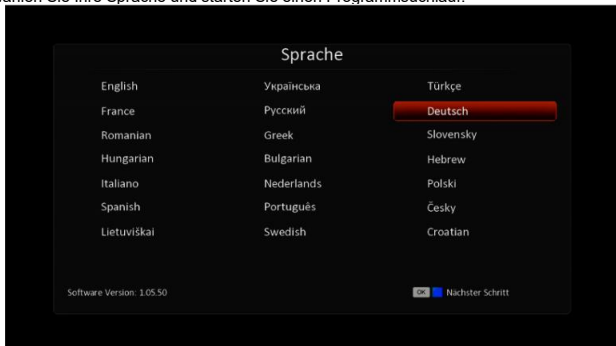 Sie Ihre Sprache und starten Sie einen Programmsuchlauf.
Sprache
English Українська Türkçe
France Русский Deutsch
Romanian Greek Slovensky
Hungarian Bulgarian Hebrew
Italiano Nederlands Polski
Spanish Português Česky
Lietuviškai Swedish Croatian
Software Version: 1.05.50 OK Nächster Schritt